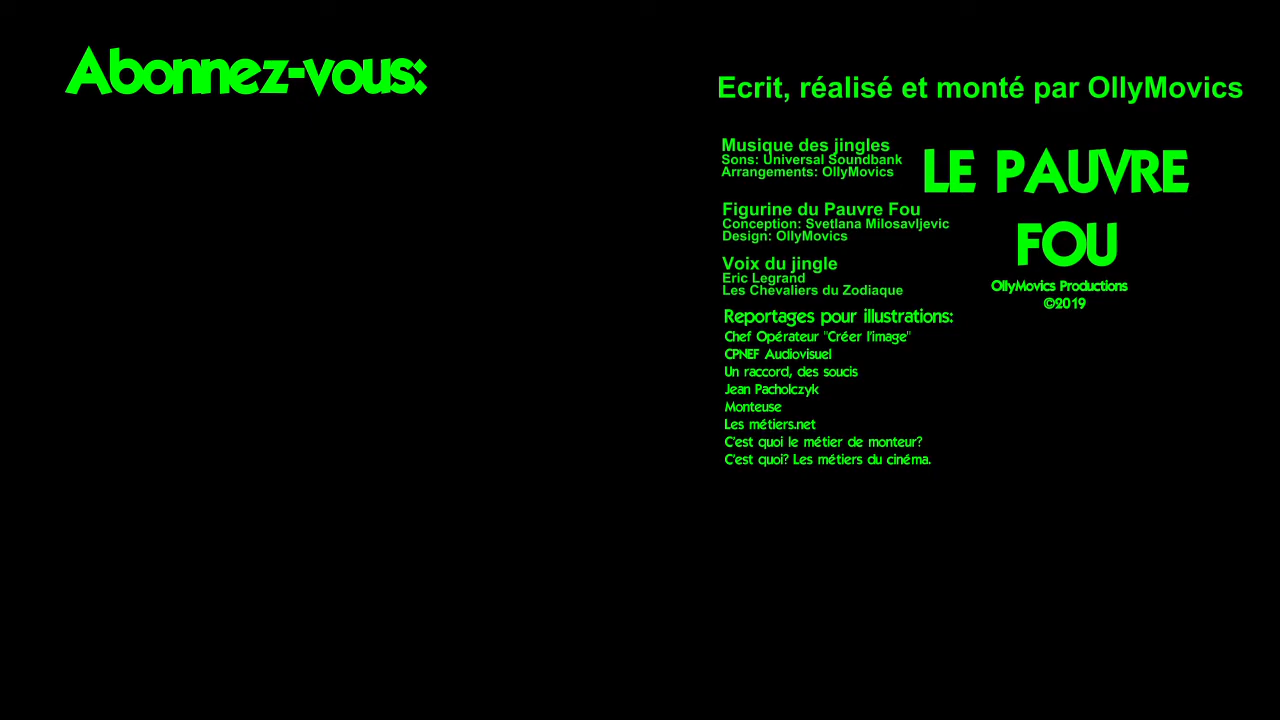 Abonnez-vous:
Ecrit, réalisé et monté par OllyMovics
Musique des jingles
Sons: Universal Soundbank
Arrangements: OllyMovics
LE PAUVRE
FOU
OllyMovics Productions
©2019
Figurine du Pauvre Fou
Conception: Svetlana Milosavljevic
Design: OllyMovics
Voix du jingle
Eric Legrand
Les Chevaliers du Zodiaque
Reportages pour illustrations:
Chef Opérateur "Créer l'image"
CPNEF Audiovisuel
Un raccord, des soucis
Jean Pacholczyk
Monteuse
Les métiers.net
C'est quoi le métier de monteur?
C'est quoi? Les métiers du cinéma.